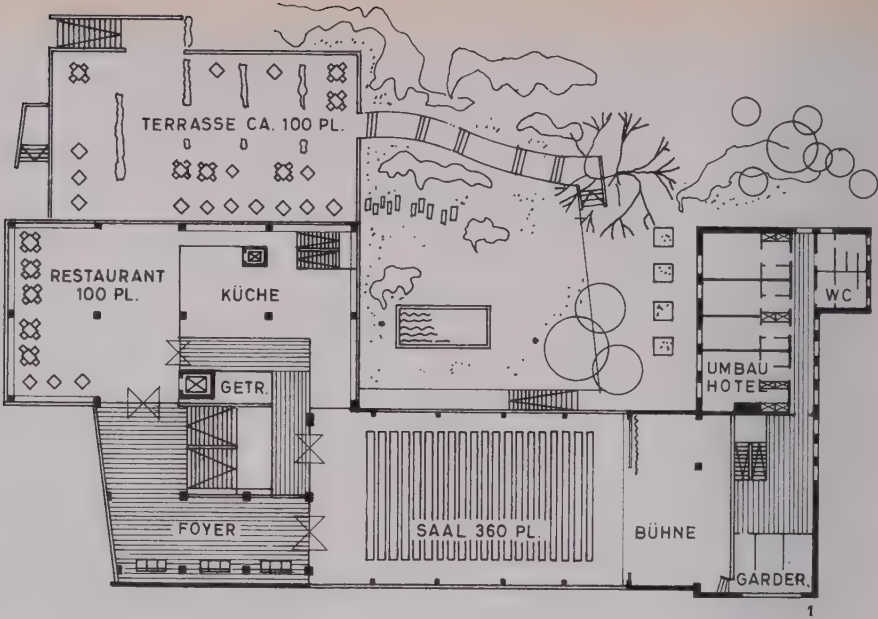 TERRASSE CA. 100 PL.
RESTAURANT
100 PL.
KÜCHE
WC
UMBAU
HOTEL
GETR.
FOYER
SAAL 360 PL.
BÜHNE
GARDER.
1